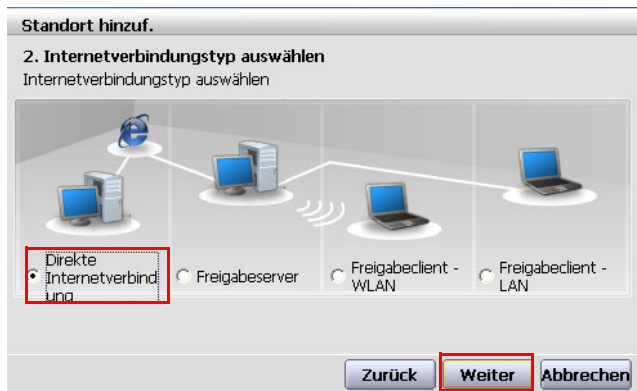 Standort hinzuf.
2. Internetverbindungstyp auswählen
Internetverbindungstyp auswählen
Direkte
Internetverbind
ung
Freigabeserver
Freigabeclient -
WLAN
Freigabeclient -
LAN
Zurück
Weiter
Abbrechen